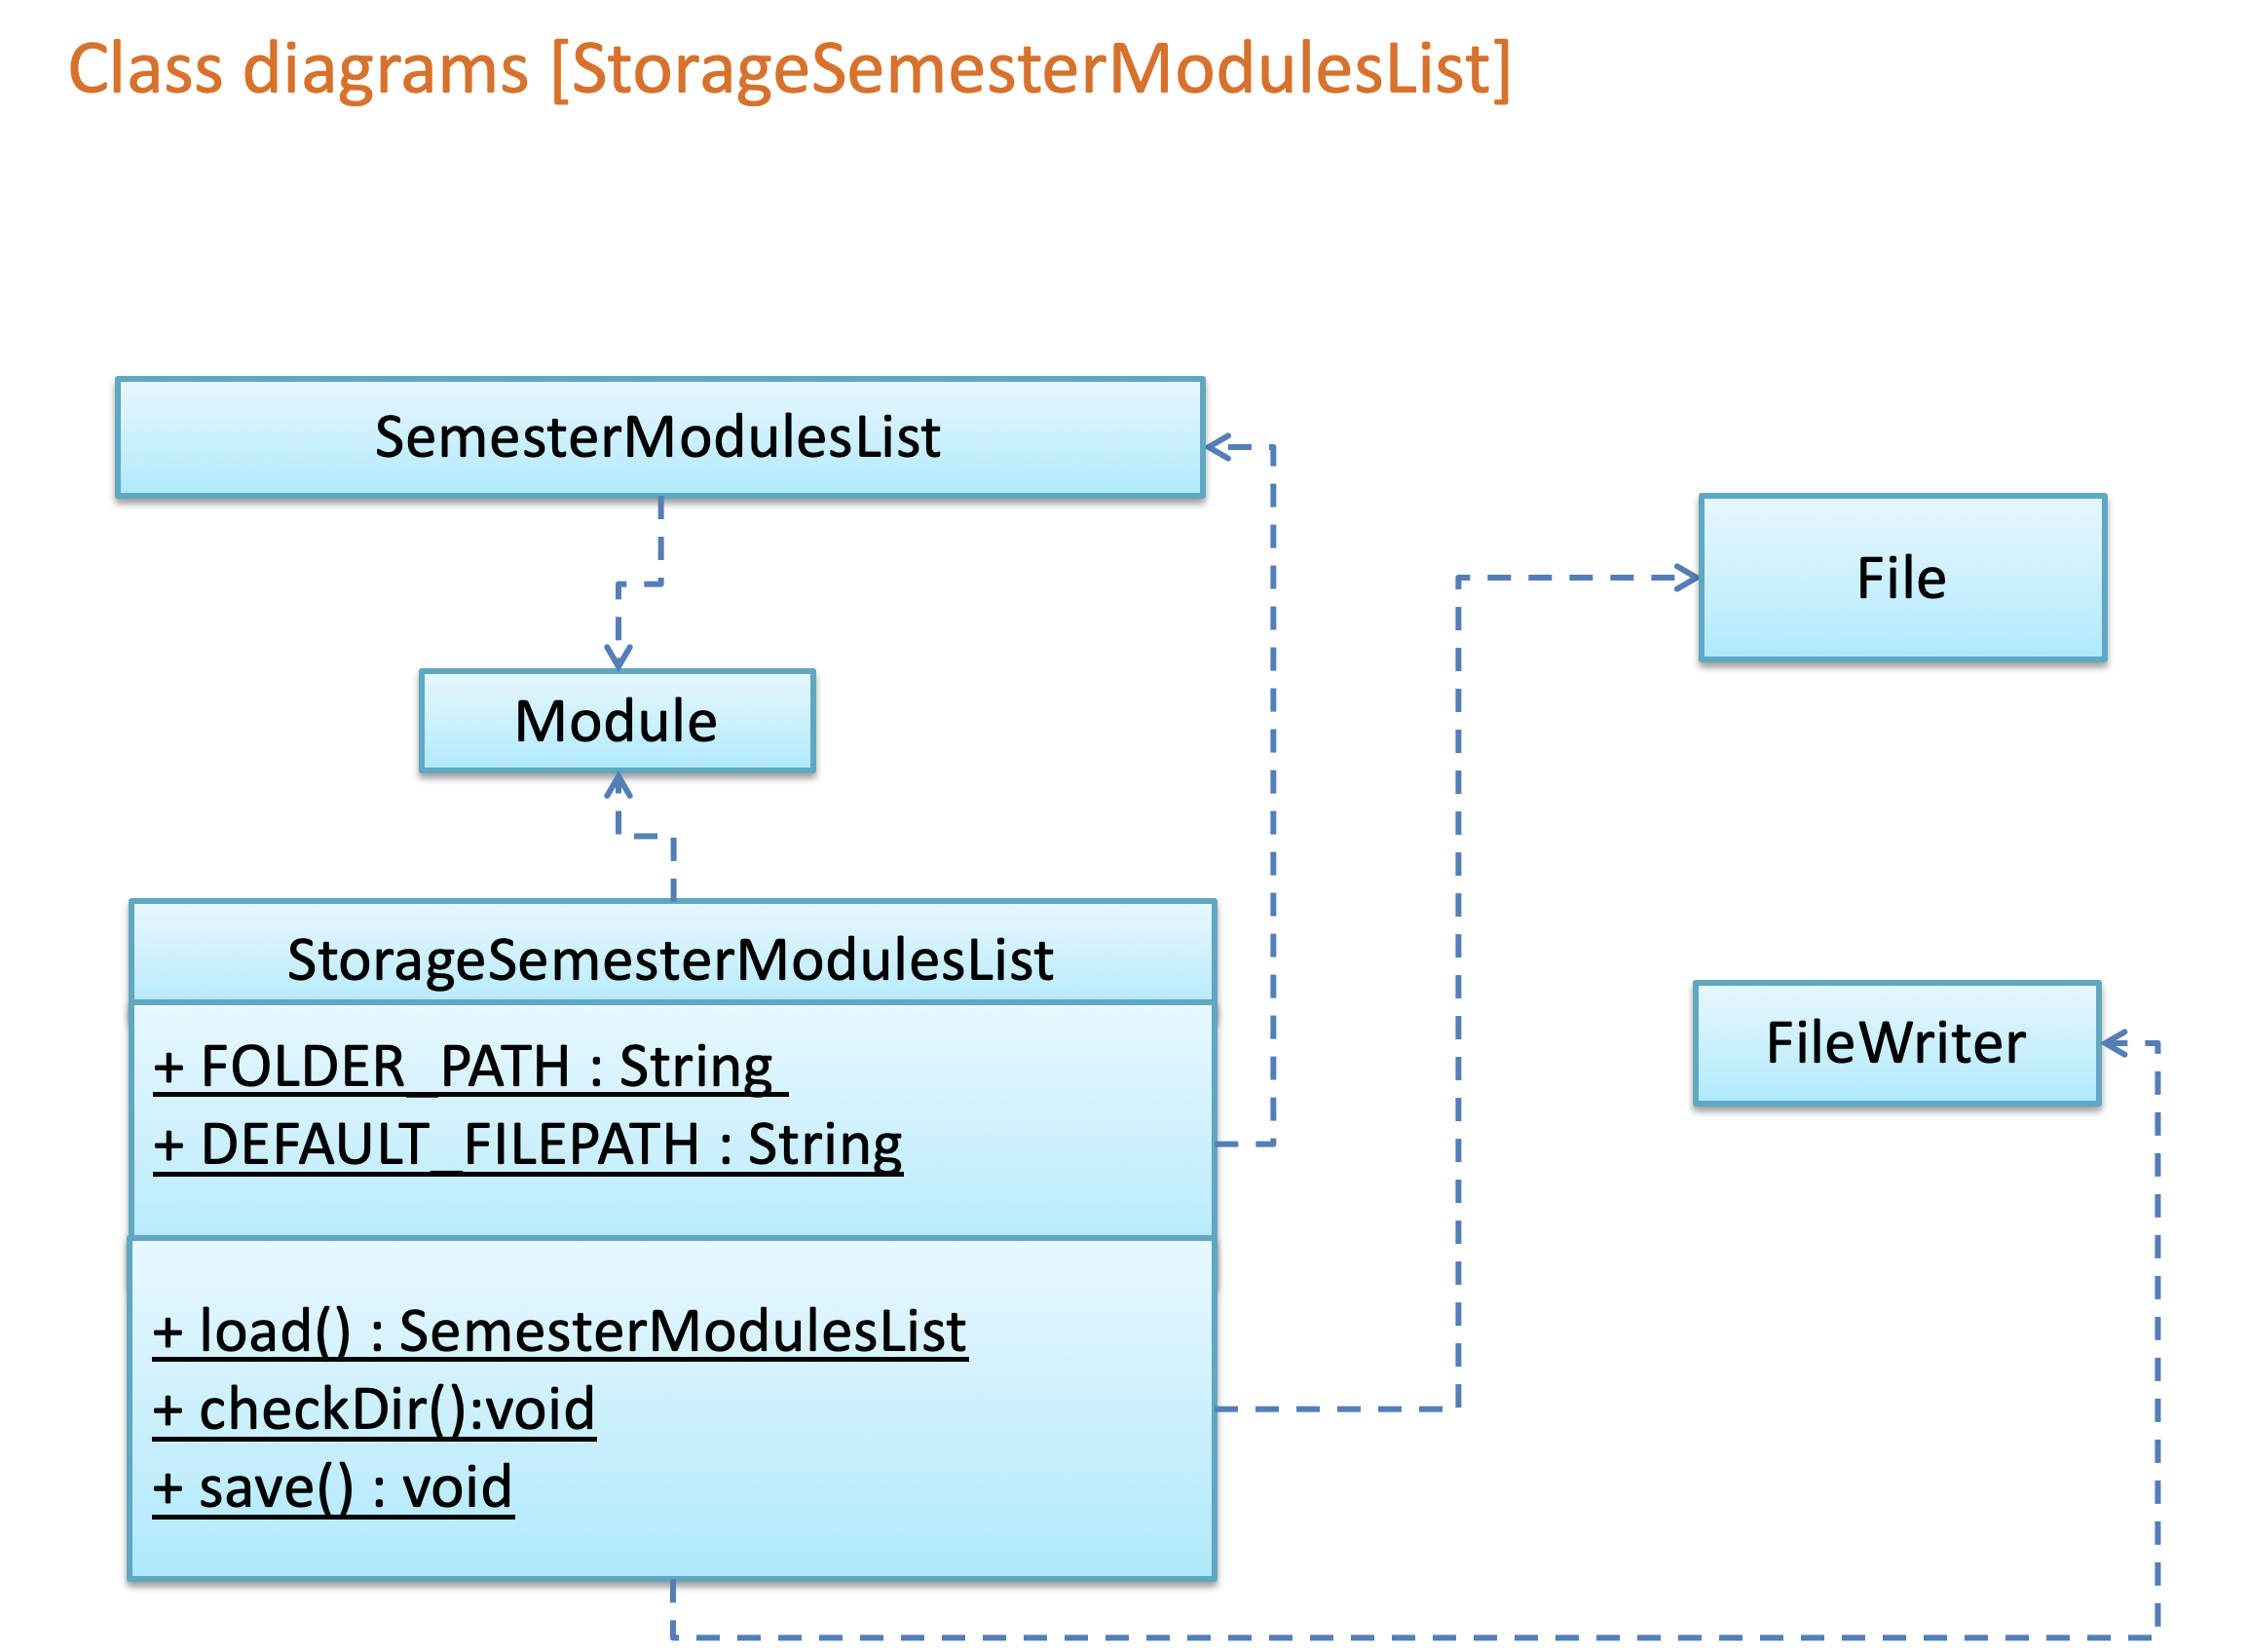 Class diagrams [StorageSemesterModulesList]
SemesterModulesList
File
Module
StorageSemesterModulesList
FileWriter
+ FOLDER_PATH : String
+ DEFAULT_FILEPATH : String
+ load() : SemesterModulesList
+ checkDir():void
+ save() : void